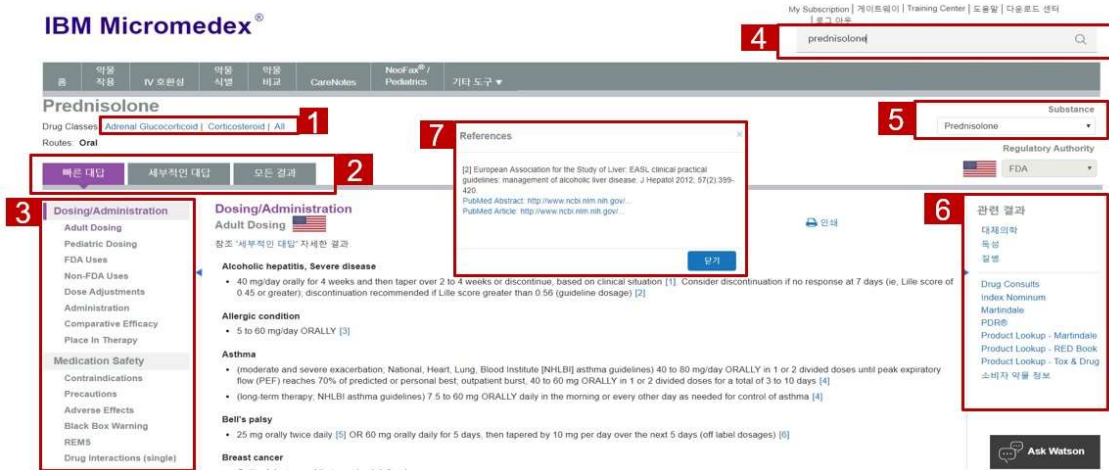 My Subscription | 게이트웨이 | Training Center | 도움말 | 다운로드 센터
| 로그 아웃
IBM Micromedex®
4
prednisolone
홈
약물 작용
IV 호환성
약물 식별
약물 비교
CareNotes
NeoFax® / Pediatrics
기타 도구 ▼
Prednisolone
Drug Classes: Adrenal Glucocorticoid | Corticosteroid | All
1
Routes: Oral
5
Substance
Prednisolone
Regulatory Authority
FDA
빠른 대답
세부적인 대답
모든 결과
2
7
References
×
[2] European Association for the Study of Liver: EASL clinical practical
guidelines: management of alcoholic liver disease. J Hepatol 2012; 57(2):399-
420.
PubMed Abstract: http://www.ncbi.nlm.nih.gov/...
PubMed Article: http://www.ncbi.nlm.nih.gov/...
닫기
3
Dosing/Administration
Adult Dosing
Pediatric Dosing
FDA Uses
Non-FDA Uses
Dose Adjustments
Administration
Comparative Efficacy
Place In Therapy
Medication Safety
Contraindications
Precautions
Adverse Effects
Black Box Warning
REMS
Drug Interactions (single)
Dosing/Administration
Adult Dosing
인쇄
참조 '세부적인 대답' 자세한 결과
Alcoholic hepatitis, Severe disease
• 40 mg/day orally for 4 weeks and then taper over 2 to 4 weeks or discontinue, based on clinical situation [1]. Consider discontinuation if no response at 7 days (ie, Lille score of
0.45 or greater); discontinuation recommended if Lille score greater than 0.56 (guideline dosage) [2]
Allergic condition
• 5 to 60 mg/day ORALLY [3]
Asthma
• (moderate and severe exacerbation; National, Heart, Lung, Blood Institute [NHLBI] asthma guidelines) 40 to 80 mg/day ORALLY in 1 or 2 divided doses until peak expiratory
flow (PEF) reaches 70% of predicted or personal best; outpatient burst, 40 to 60 mg ORALLY in 1 or 2 divided doses for a total of 3 to 10 days [4]
• (long-term therapy; NHLBI asthma guidelines) 7.5 to 60 mg ORALLY daily in the morning or every other day as needed for control of asthma [4]
Bell's palsy
• 25 mg orally twice daily [5] OR 60 mg orally daily for 5 days, then tapered by 10 mg per day over the next 5 days (off label dosages) [6]
Breast cancer
6
관련 결과
대체의학
독성
질병
Drug Consults
Index Nominum
Martindale
PDR®
Product Lookup - Martindale
Product Lookup - RED Book
Product Lookup - Tox & Drug
소비자 약물 정보
Ask Watson